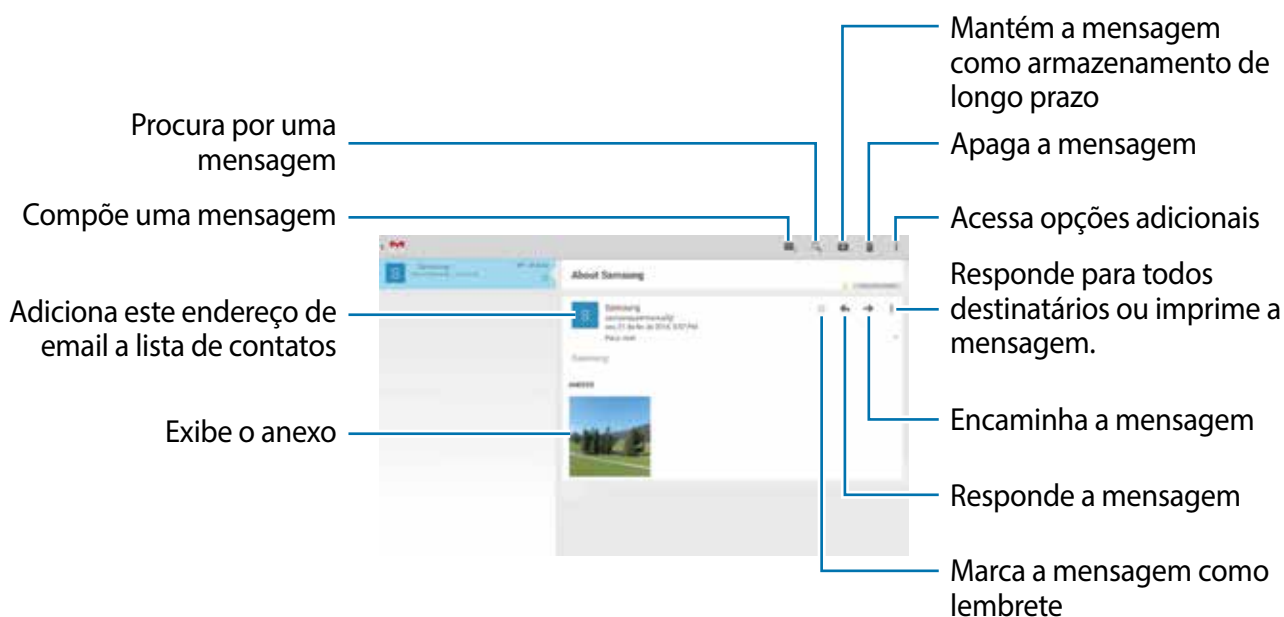 Mantém a mensagem
como armazenamento de
longo prazo
Procura por uma
mensagem
Apaga a mensagem
Compõe uma mensagem
Acessa opções adicionais
Adiciona este endereço de
email a lista de contatos
Responde para todos
destinatários ou imprime a
mensagem.
Exibe o anexo
Encaminha a mensagem
Responde a mensagem
Marca a mensagem como
lembrete
About Samsung
Samsung
Samsung
ANEXOS